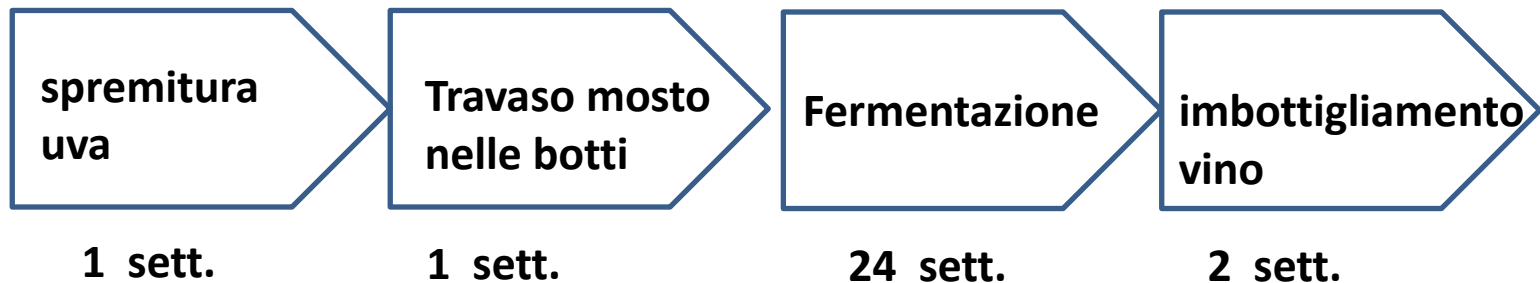 spremitura
uva
Travaso mosto
nelle botti
Fermentazione
imbottigliamento
vino
1 sett.
1 sett.
24 sett.
2 sett.